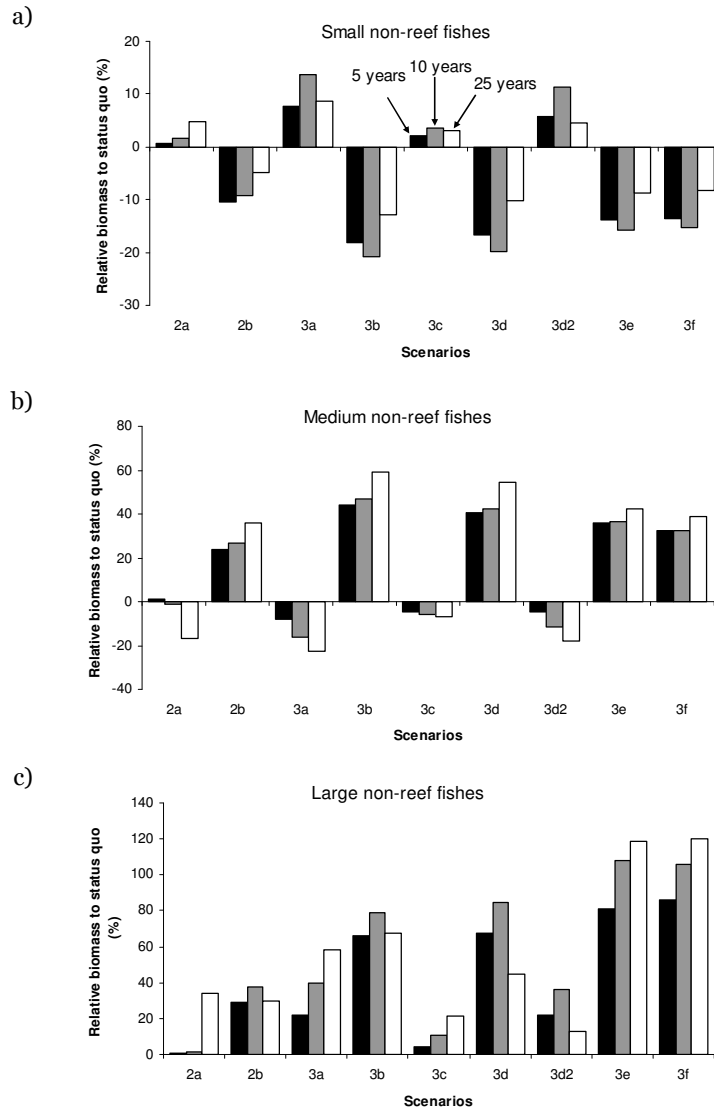 a)
Small non-reef fishes
Relative biomass to status quo (%)
20
10
0
-10
-20
-30
5 years
10 years
25 years
2a 2b 3a 3b 3c 3d 3d2 3e 3f
Scenarios
b)
Medium non-reef fishes
Relative biomass to status quo (%)
80
60
40
20
0
-20
-40
2a 2b 3a 3b 3c 3d 3d2 3e 3f
Scenarios
c)
Large non-reef fishes
Relative biomass to status quo
(%)
140
120
100
80
60
40
20
0
2a 2b 3a 3b 3c 3d 3d2 3e 3f
Scenarios